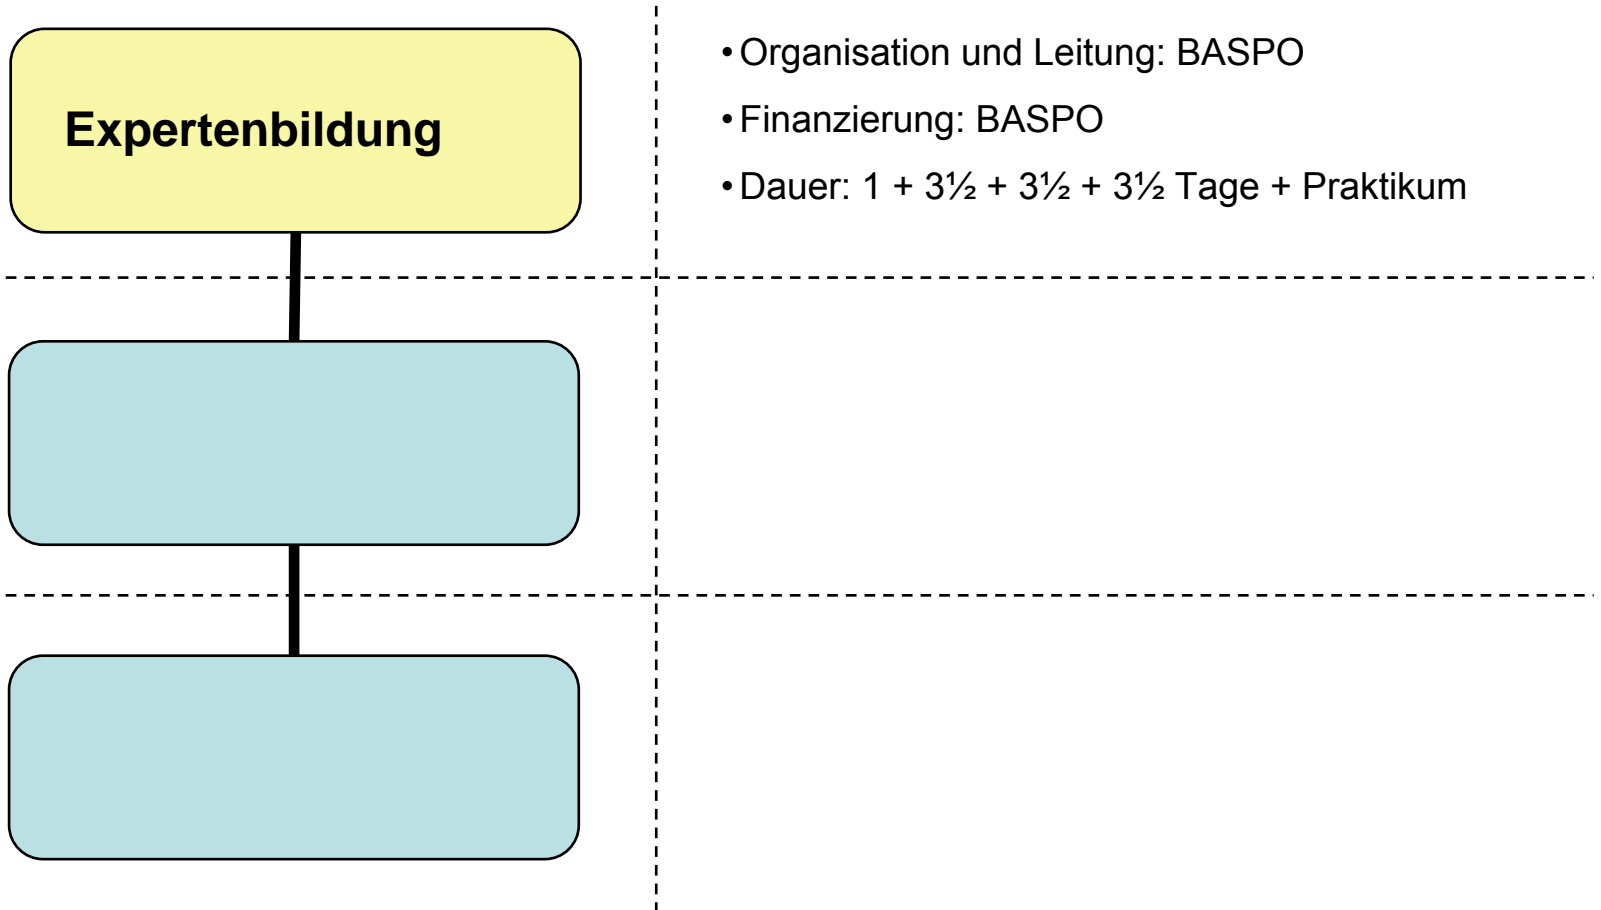 Expertenbildung
• Organisation und Leitung: BASPO
• Finanzierung: BASPO
• Dauer: 1 + 3½ + 3½ + 3½ Tage + Praktikum